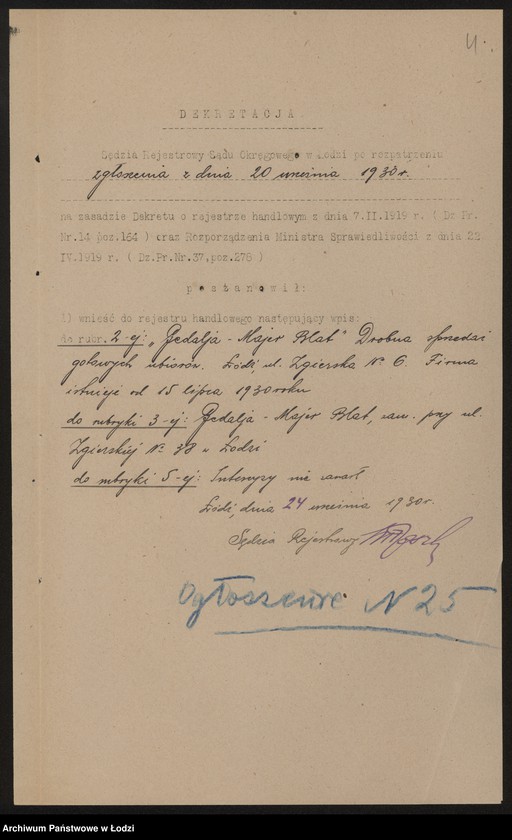 4.
DEKRETACJA
Sędzia Rejestrowy Sądu Okręgowego w Łodzi po rozpatrzeniu
zgłoszenia z dnia 20 września 1930 r.
na zasadzie Dekretu o rejestrze handlowym z dnia 7.II.1919 r. ( Dz Pr.
Nr.14 poz.164 ) oraz Rozporządzenia Ministra Sprawiedliwości z dnia 22
IV.1919 r. ( Dz.Pr.Nr.37,poz.278 )
postanowił:
1) wnieść do rejestru handlowego następujący wpis:
do rubr. 2-ej: „Gedalja - Majer Blat" Drobna sprzedaż
gotowych ubiorów. Łódź, ul. Zgierska № 6. Firma
istnieje od 15 lipca 1930 roku
do rubryki 3-ej: Gedalja - Majer Blat, zam. przy ul.
Zgierskiej № 38 w Łodzi
do rubryki 5-ej: Intercyzy nie zawarł
Łódź, dnia 24 września 1930 r.
Sędzia Rejestrowy
Ogłoszenie N 25
Archiwum Państwowe w Łodzi